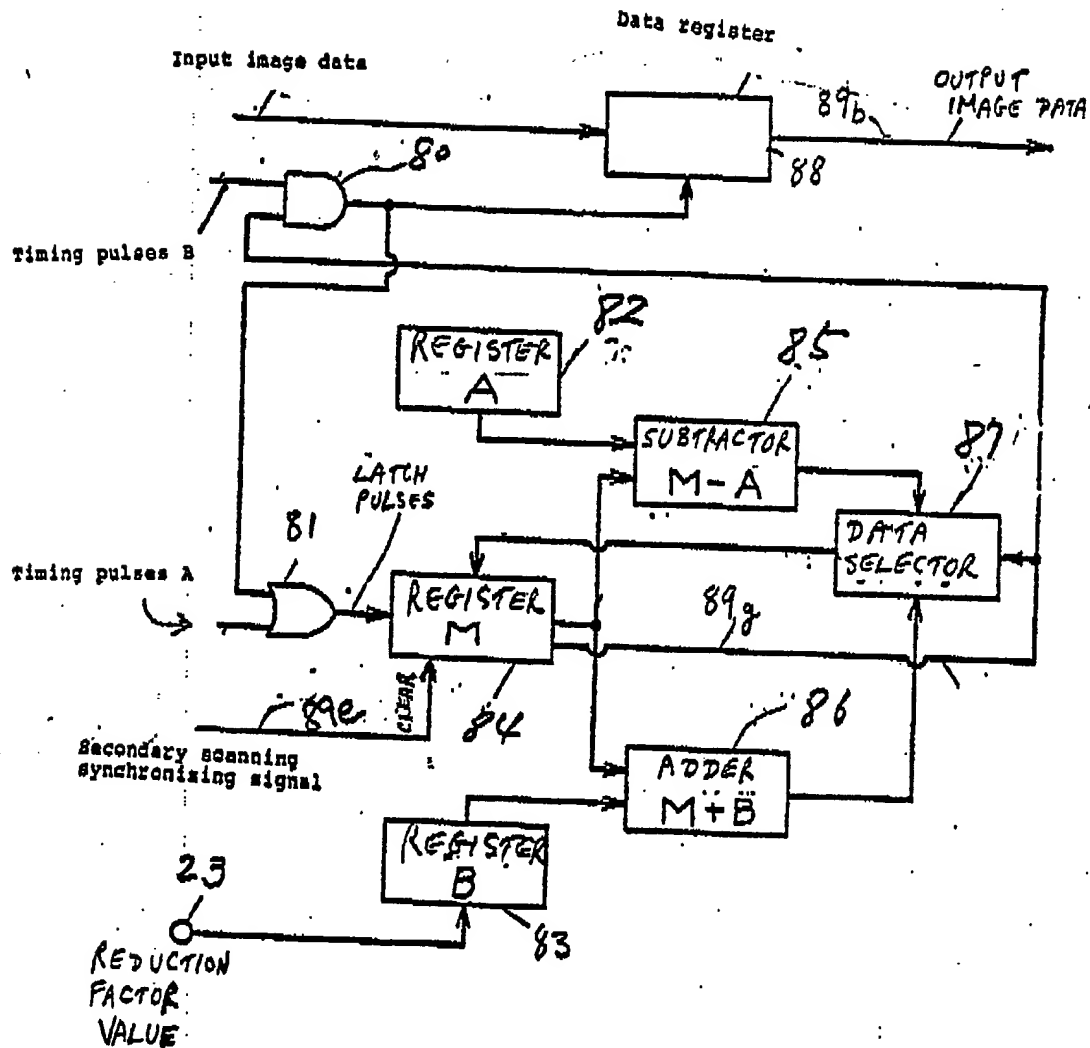 Data register
Input image data
OUTPUT
IMAGE DATA
89b
80
88
Timing pulses B
82
REGISTER
A
85
SUBTRACTOR
M-A
87
LATCH
PULSES
81
DATA
SELECTOR
Timing pulses A
REGISTER
M
89g
CLEAR
89e
84
86
Secondary scanning
synchronizing signal
ADDER
M+B
REGISTER
B
23
83
REDUCTION
FACTOR
VALUE